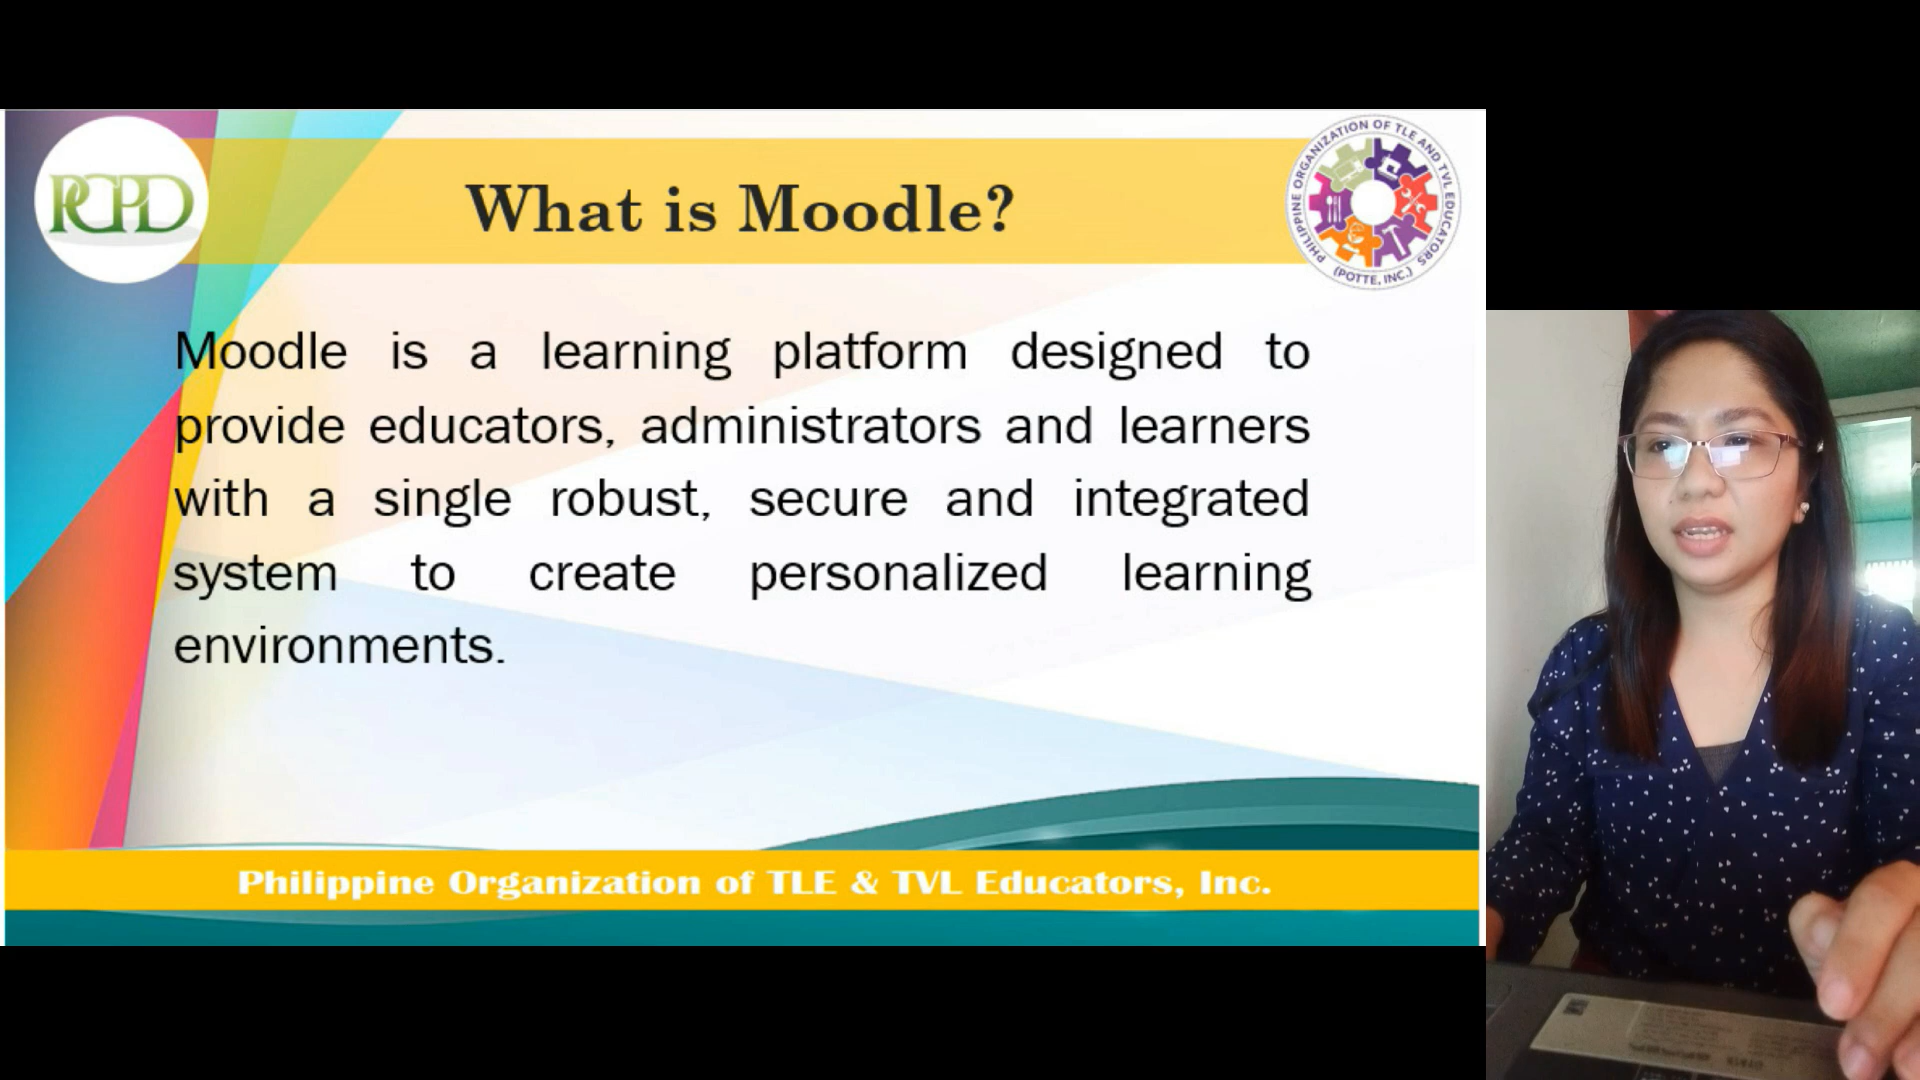 RCPD
What is Moodle?
PHILIPPINE ORGANIZATION OF TLE AND TVL EDUCATORS
(POTTE, INC.)
Moodle is a learning platform designed to
provide educators, administrators and learners
with a single robust, secure and integrated
system to create personalized learning
environments.
Philippine Organization of TLE & TVL Educators, Inc.